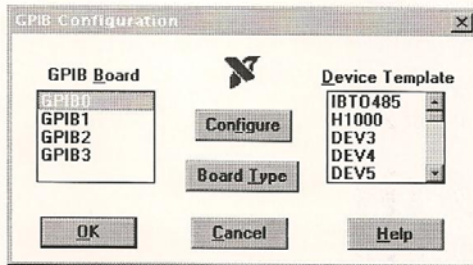 GPIB Configuration
GPIB Board
GPIB0
GPIB1
GPIB2
GPIB3
Configure
Board Type
Device Template
IBTO485
H1000
DEV3
DEV4
DEV5
OK
Cancel
Help